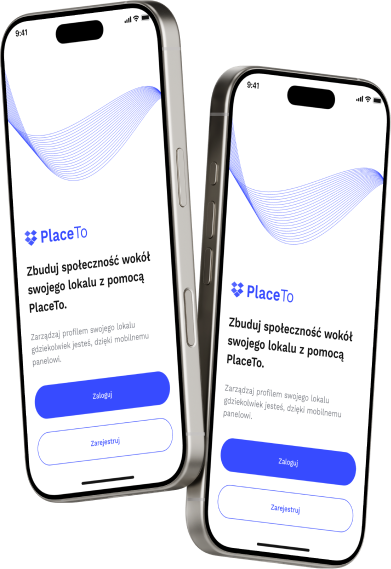 9:41
PlaceTo
Zbuduj społeczność wokół
swojego lokalu z pomocą
PlaceTo.
Zarządzaj profilem swojego lokalu
gdziekolwiek jesteś, dzięki mobilnemu
panelowi.
Zaloguj
Zarejestruj
9:41
PlaceTo
Zbuduj społeczność wokół
swojego lokalu z pomocą
PlaceTo.
Zarządzaj profilem swojego lokalu
gdziekolwiek jesteś, dzięki mobilnemu
panelowi.
Zaloguj
Zarejestruj